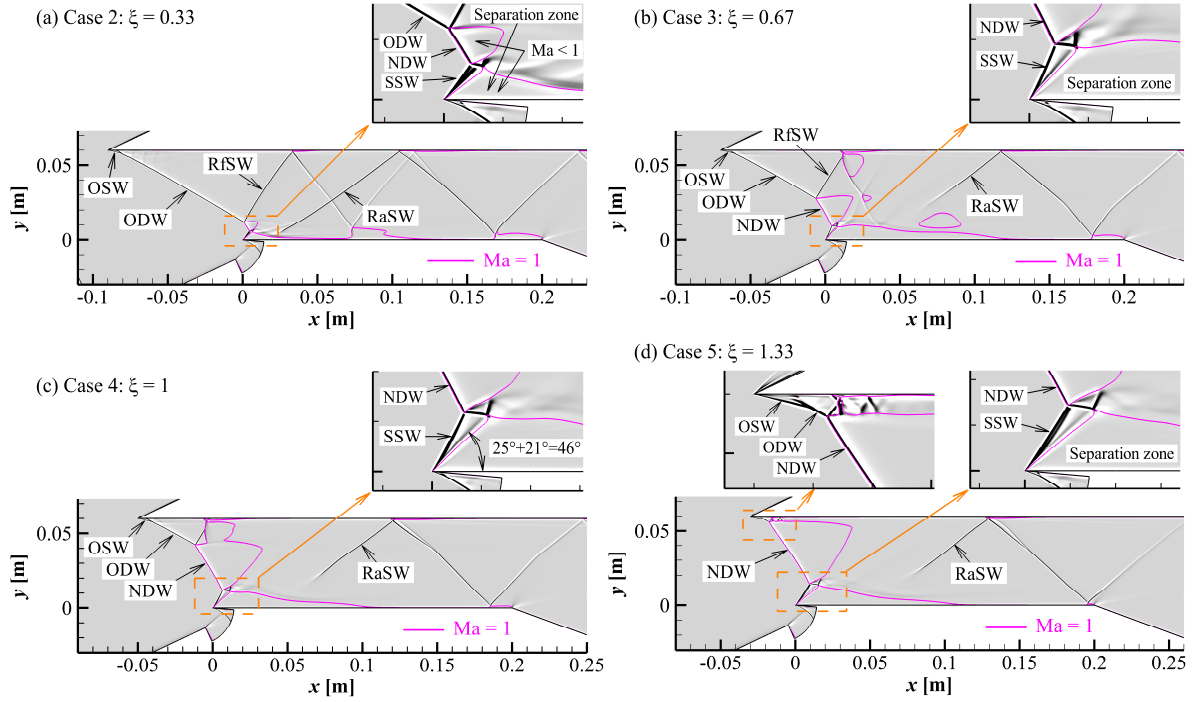 (a) Case 2: ξ = 0.33
Separation zone
ODW
NDW
Ma < 1
SSW
RfSW
OSW
ODW
RaSW
0.05
0
y [m]
Ma = 1
-0.1 -0.05 0 0.05 0.1 0.15 0.2
x [m]
(b) Case 3: ξ = 0.67
NDW
SSW
Separation zone
RfSW
OSW
ODW
NDW
RaSW
0.05
0
y [m]
Ma = 1
-0.1 -0.05 0 0.05 0.1 0.15 0.2
x [m]
(c) Case 4: ξ = 1
NDW
SSW
25°+21°=46°
OSW
ODW
NDW
RaSW
0.05
0
y [m]
Ma = 1
-0.05 0 0.05 0.1 0.15 0.2 0.25
x [m]
(d) Case 5: ξ = 1.33
OSW
ODW
NDW
NDW
SSW
Separation zone
NDW
RaSW
0.05
0
y [m]
Ma = 1
-0.05 0 0.05 0.1 0.15 0.2 0.25
x [m]